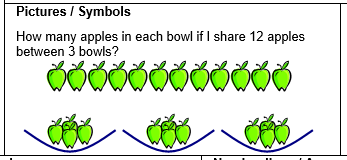 Pictures / Symbols
How many apples in each bowl if I share 12 apples
between 3 bowls?